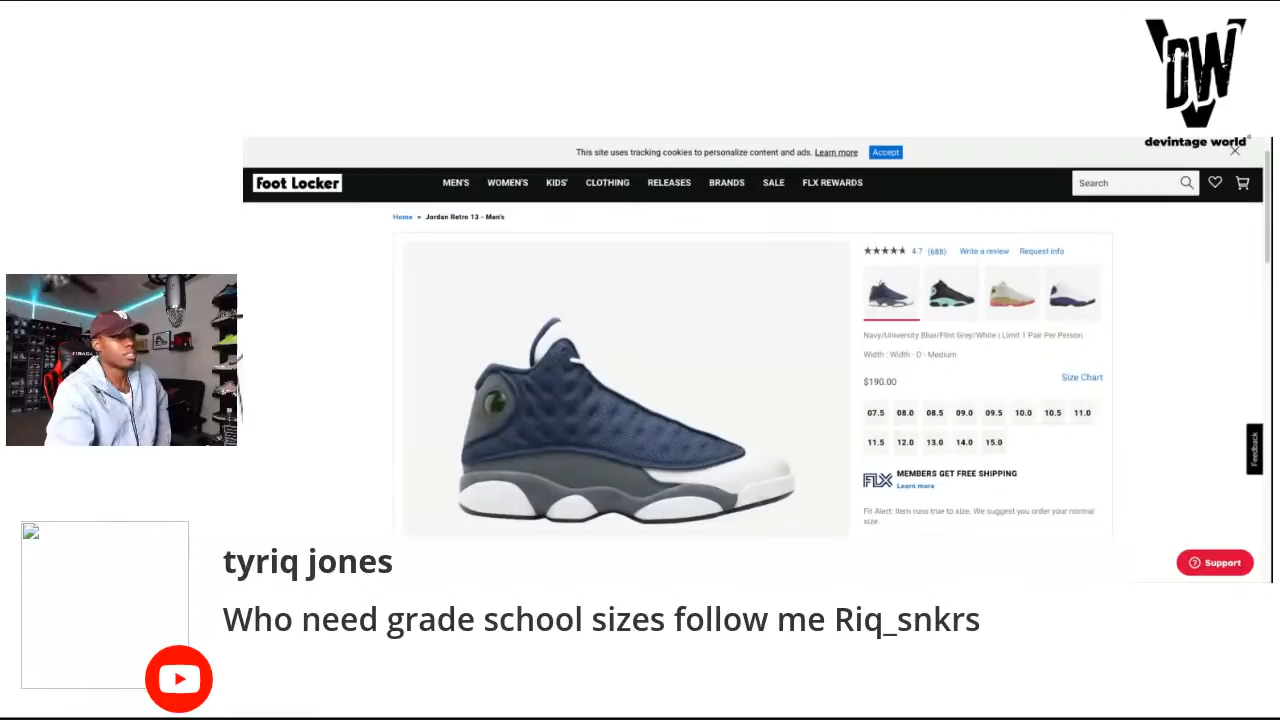 DW
devintage world®
This site uses tracking cookies to personalize content and ads. Learn more
Accept
Foot Locker
MEN'S
WOMEN'S
KIDS'
CLOTHING
RELEASES
BRANDS
SALE
FLX REWARDS
Search
Home » Jordan Retro 13 - Men's
4.7 (688)
Write a review
Request info
Navy/University Blue/Flint Grey/White | Limit 1 Pair Per Person
Width : Width - D - Medium
$190.00
Size Chart
07.5 08.0 08.5 09.0 09.5 10.0 10.5 11.0
11.5 12.0 13.0 14.0 15.0
FLX
MEMBERS GET FREE SHIPPING
Learn more
Feedback
Fit Alert: Item runs true to size. We suggest you order your normal
size.
Support
tyriq jones
Who need grade school sizes follow me Riq_snkrs